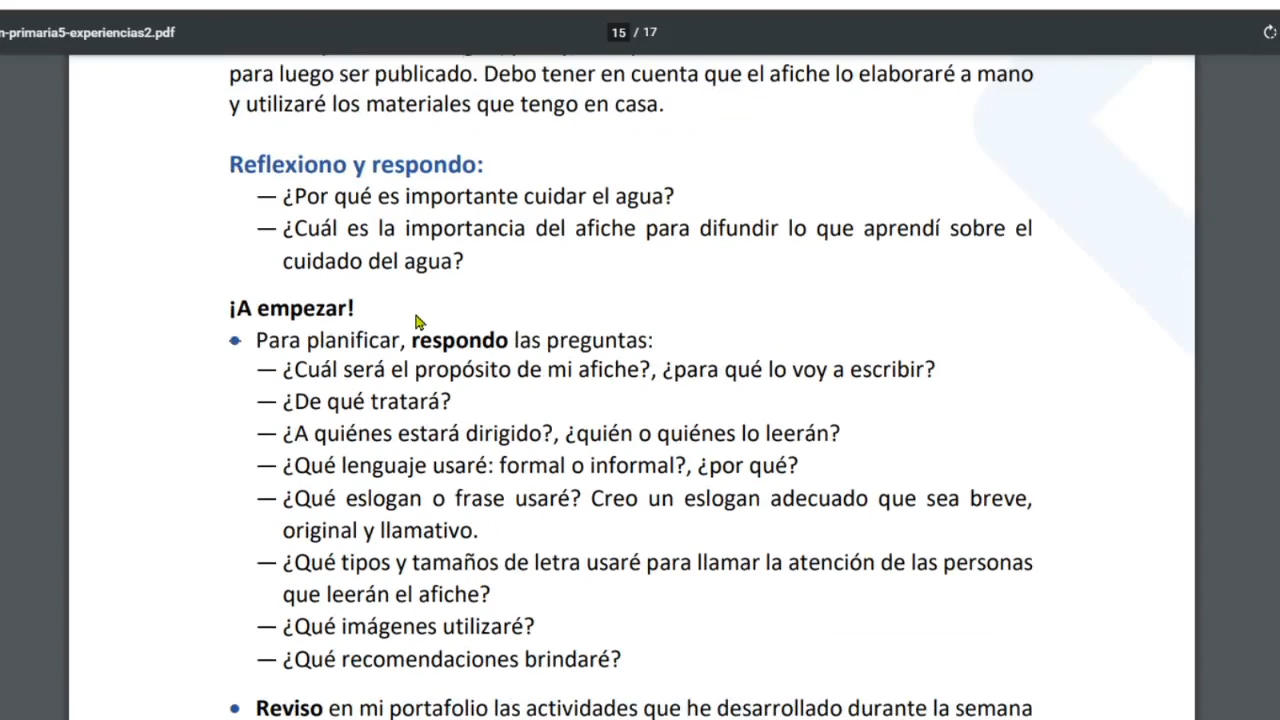 n-primaria5-experiencias2.pdf
15 / 17
para luego ser publicado. Debo tener en cuenta que el afiche lo elaboraré a mano
y utilizaré los materiales que tengo en casa.
Reflexiono y respondo:
— ¿Por qué es importante cuidar el agua?
— ¿Cuál es la importancia del afiche para difundir lo que aprendí sobre el
cuidado del agua?
¡A empezar!
• Para planificar, respondo las preguntas:
— ¿Cuál será el propósito de mi afiche?, ¿para qué lo voy a escribir?
— ¿De qué tratará?
— ¿A quiénes estará dirigido?, ¿quién o quiénes lo leerán?
— ¿Qué lenguaje usaré: formal o informal?, ¿por qué?
— ¿Qué eslogan o frase usaré? Creo un eslogan adecuado que sea breve,
original y llamativo.
— ¿Qué tipos y tamaños de letra usaré para llamar la atención de las personas
que leerán el afiche?
— ¿Qué imágenes utilizaré?
— ¿Qué recomendaciones brindaré?
• Reviso en mi portafolio las actividades que he desarrollado durante la semana